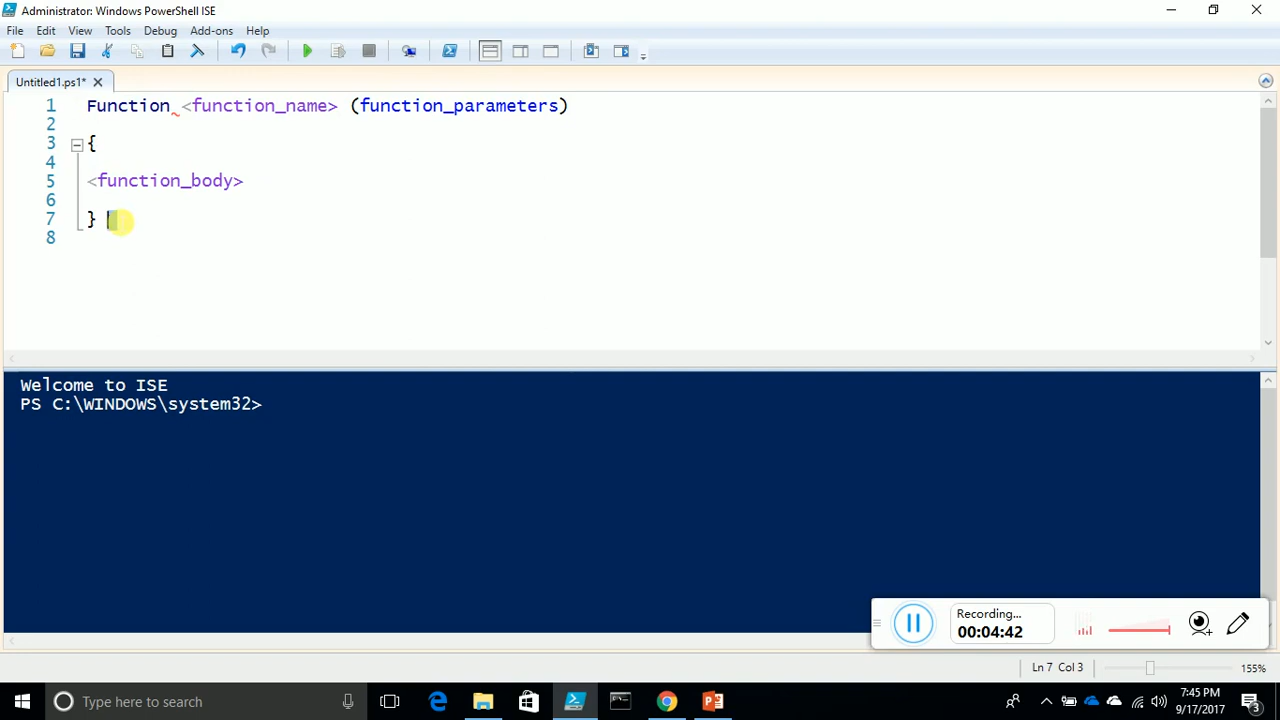 Administrator: Windows PowerShell ISE
File Edit View Tools Debug Add-ons Help
Untitled1.ps1*
1 Function <function_name> (function_parameters)
2
3 {
4
5 <function_body>
6
7 }
8
Welcome to ISE
PS C:\WINDOWS\system32>
Recording...
00:04:42
Ln 7 Col 3
155%
Type here to search
7:45 PM
9/17/2017
3